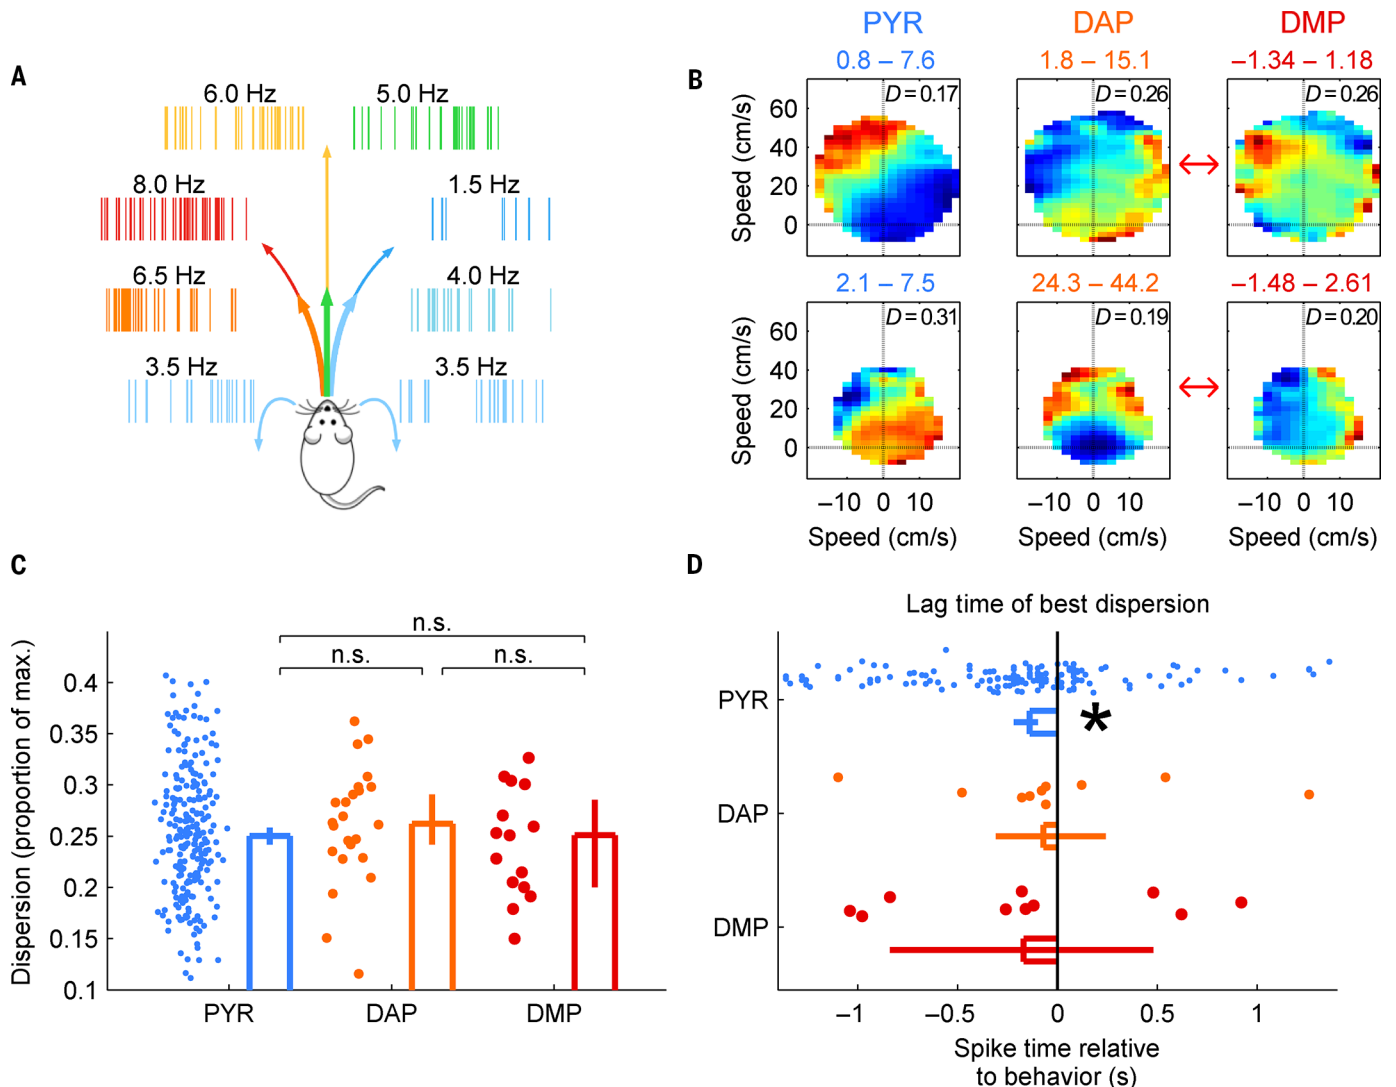 A
6.0 Hz
5.0 Hz
8.0 Hz
1.5 Hz
6.5 Hz
4.0 Hz
3.5 Hz
3.5 Hz
B
PYR
DAP
DMP
0.8 – 7.6
1.8 – 15.1
–1.34 – 1.18
D = 0.17
D = 0.26
D = 0.26
Speed (cm/s)
60
40
20
0
2.1 – 7.5
24.3 – 44.2
–1.48 – 2.61
D = 0.31
D = 0.19
D = 0.20
Speed (cm/s)
60
40
20
0
–10 0 10
–10 0 10
–10 0 10
Speed (cm/s)
Speed (cm/s)
Speed (cm/s)
C
Dispersion (proportion of max.)
n.s.
n.s.
n.s.
0.4
0.35
0.3
0.25
0.2
0.15
0.1
PYR
DAP
DMP
D
Lag time of best dispersion
PYR
*
DAP
DMP
–1
–0.5
0
0.5
1
Spike time relative
to behavior (s)